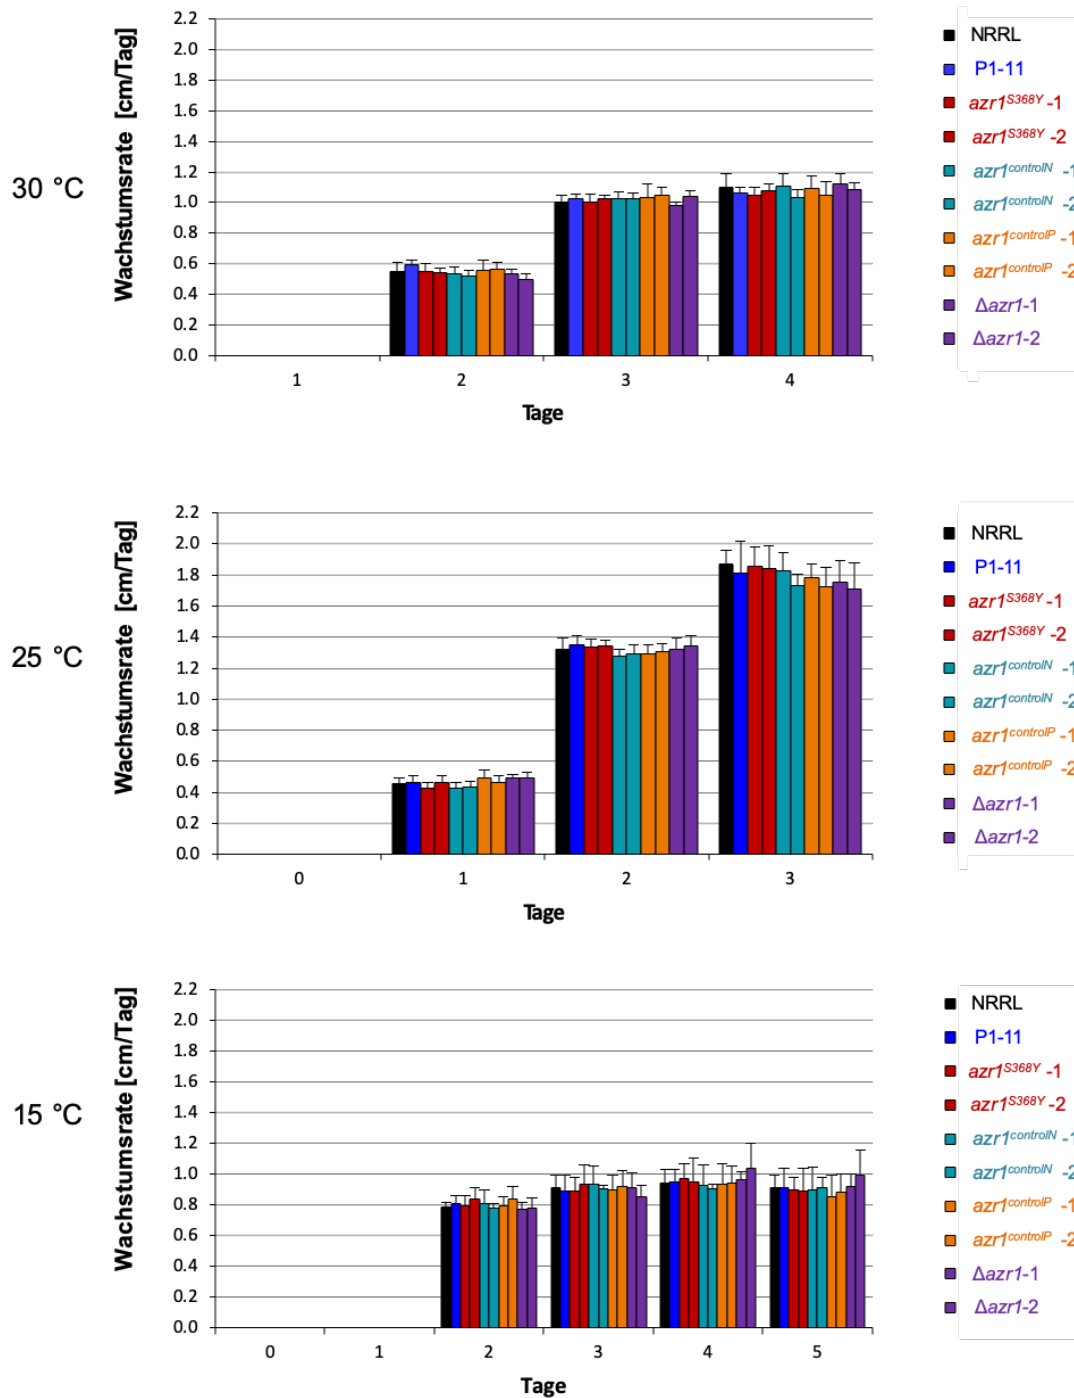 30 °C
Wachstumsrate [cm/Tag]
2.2
2.0
1.8
1.6
1.4
1.2
1.0
0.8
0.6
0.4
0.2
0.0
1 2 3 4
Tage
NRRL
P1-11
azr1S368Y -1
azr1S368Y -2
azr1controlN -1
azr1controlN -2
azr1controlP -1
azr1controlP -2
Δazr1-1
Δazr1-2
25 °C
Wachstumsrate [cm/Tag]
2.2
2.0
1.8
1.6
1.4
1.2
1.0
0.8
0.6
0.4
0.2
0.0
0 1 2 3
Tage
NRRL
P1-11
azr1S368Y -1
azr1S368Y -2
azr1controlN -1
azr1controlN -2
azr1controlP -1
azr1controlP -2
Δazr1-1
Δazr1-2
15 °C
Wachstumsrate [cm/Tag]
2.2
2.0
1.8
1.6
1.4
1.2
1.0
0.8
0.6
0.4
0.2
0.0
0 1 2 3 4 5
Tage
NRRL
P1-11
azr1S368Y -1
azr1S368Y -2
azr1controlN -1
azr1controlN -2
azr1controlP -1
azr1controlP -2
Δazr1-1
Δazr1-2